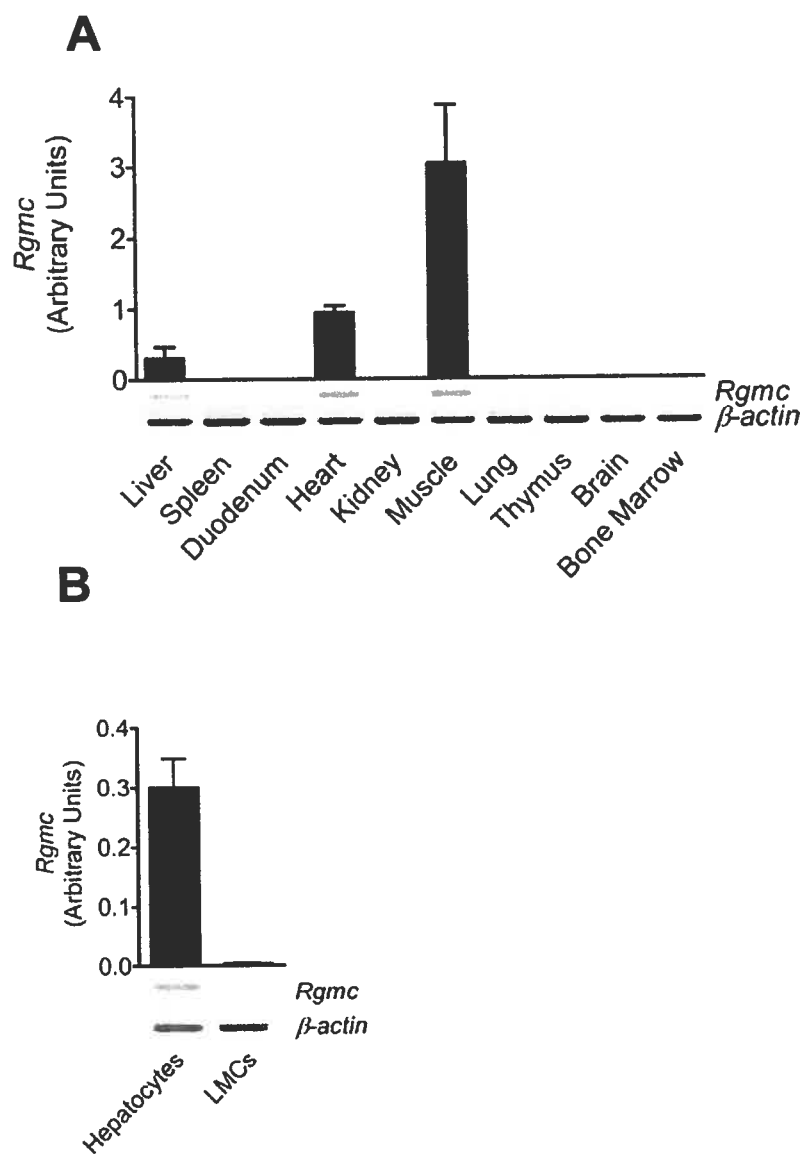 A
Rgmc
(Arbitrary Units)
4
3
2
1
0
Rgmc
β-actin
Liver
Spleen
Duodenum
Heart
Kidney
Muscle
Lung
Thymus
Brain
Bone Marrow
B
Rgmc
(Arbitrary Units)
0.4
0.3
0.2
0.1
0.0
Rgmc
β-actin
Hepatocytes
LMCs